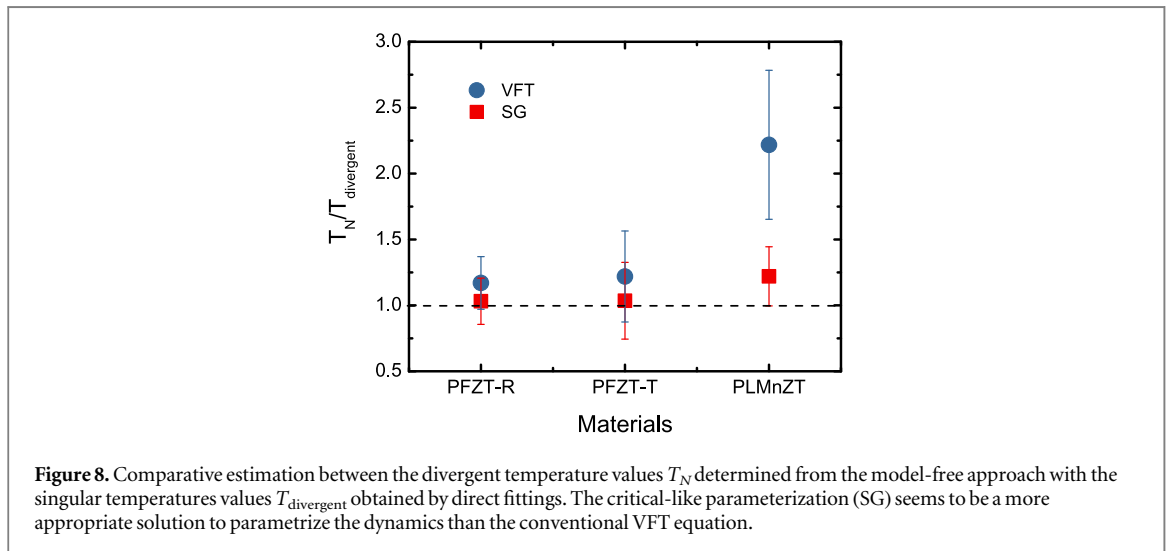 3.0
VFT
SG
2.5
2.0
1.5
1.0
0.5
T_N/T_divergent
PFZT-R PFZT-T PLMnZT
Materials
Figure 8. Comparative estimation between the divergent temperature values T_N determined from the model-free approach with the
singular temperatures values T_divergent obtained by direct fittings. The critical-like parameterization (SG) seems to be a more
appropriate solution to parametrize the dynamics than the conventional VFT equation.